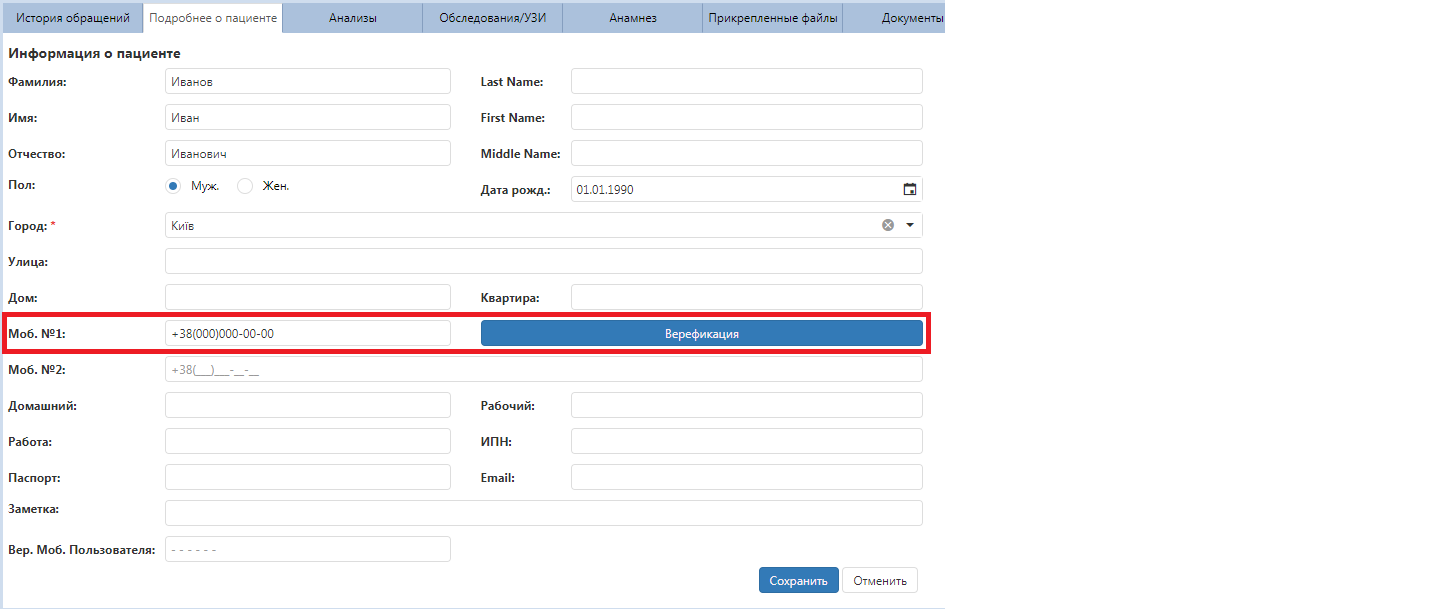 История обращений Подробнее о пациенте Анализы Обследования/УЗИ Анамнез Прикрепленные файлы Документы
Информация о пациенте
Фамилия: Иванов Last Name:
Имя: Иван First Name:
Отчество: Иванович Middle Name:
Пол: Муж. Жен. Дата рожд.: 01.01.1990
Город: * Київ
Улица:
Дом: Квартира:
Моб. №1: +38(000)000-00-00 Верефикация
Моб. №2: +38(___)___-__-__
Домашний: Рабочий:
Работа: ИПН:
Паспорт: Email:
Заметка:
Вер. Моб. Пользователя: - - - - - -
Сохранить Отменить